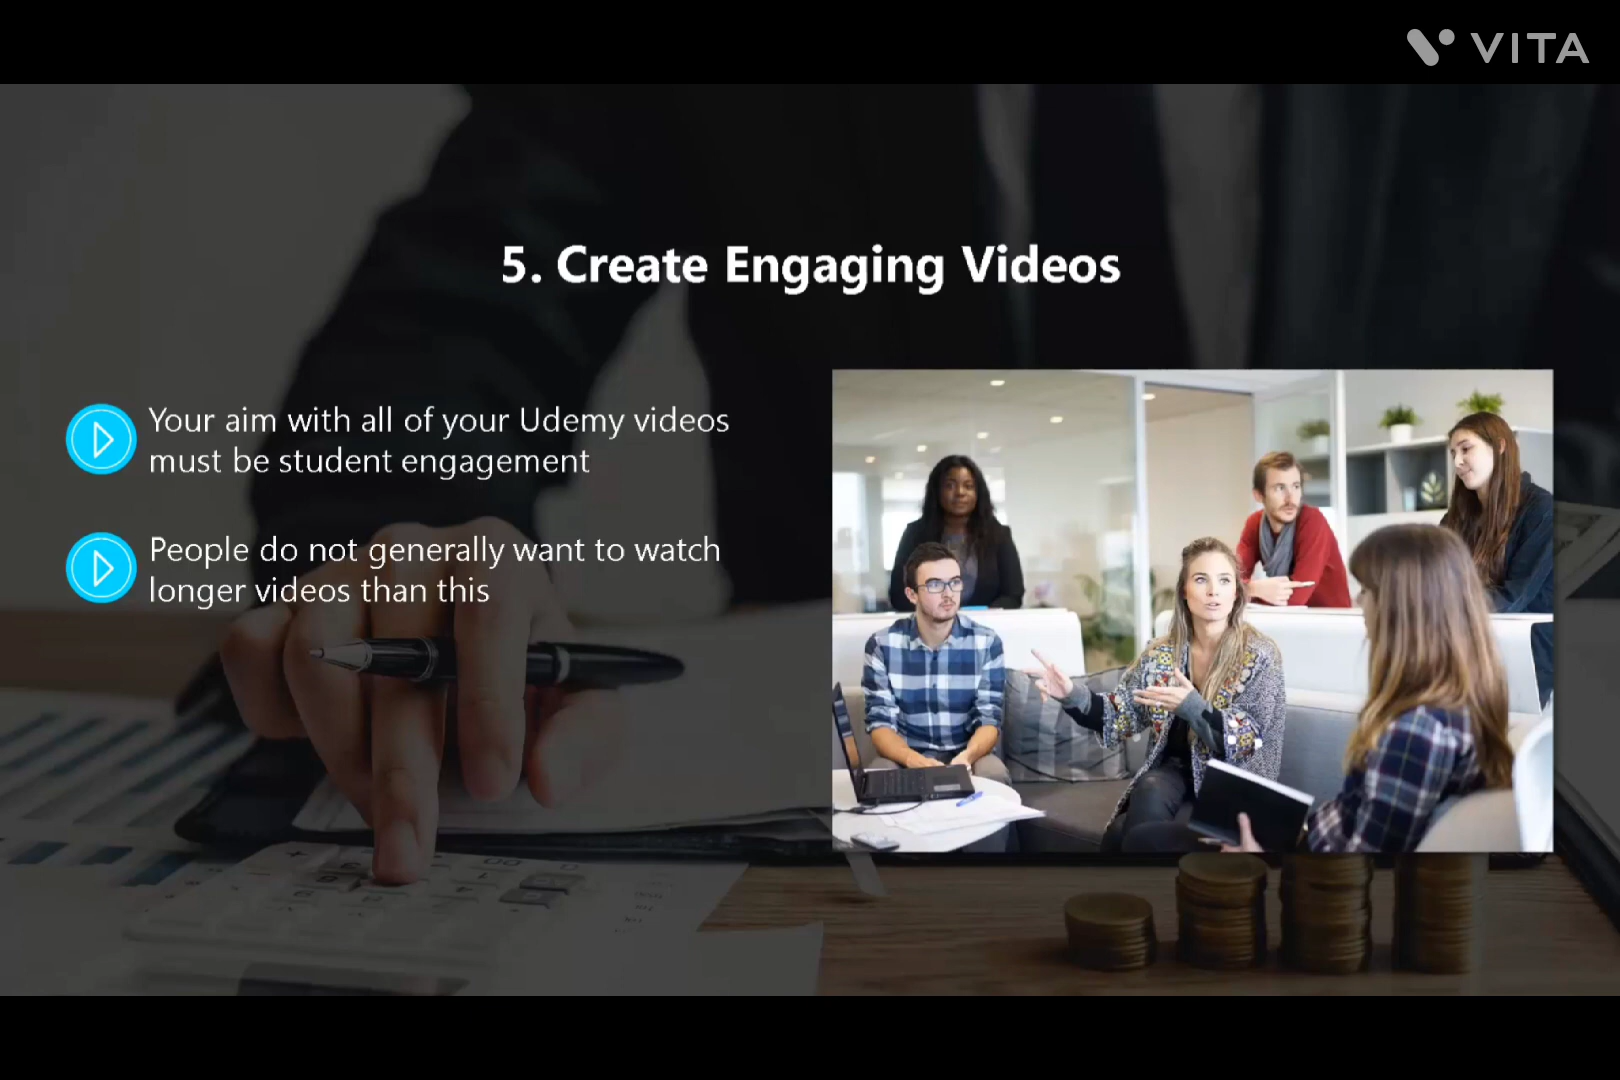 VITA
5. Create Engaging Videos
Your aim with all of your Udemy videos
must be student engagement
People do not generally want to watch
longer videos than this